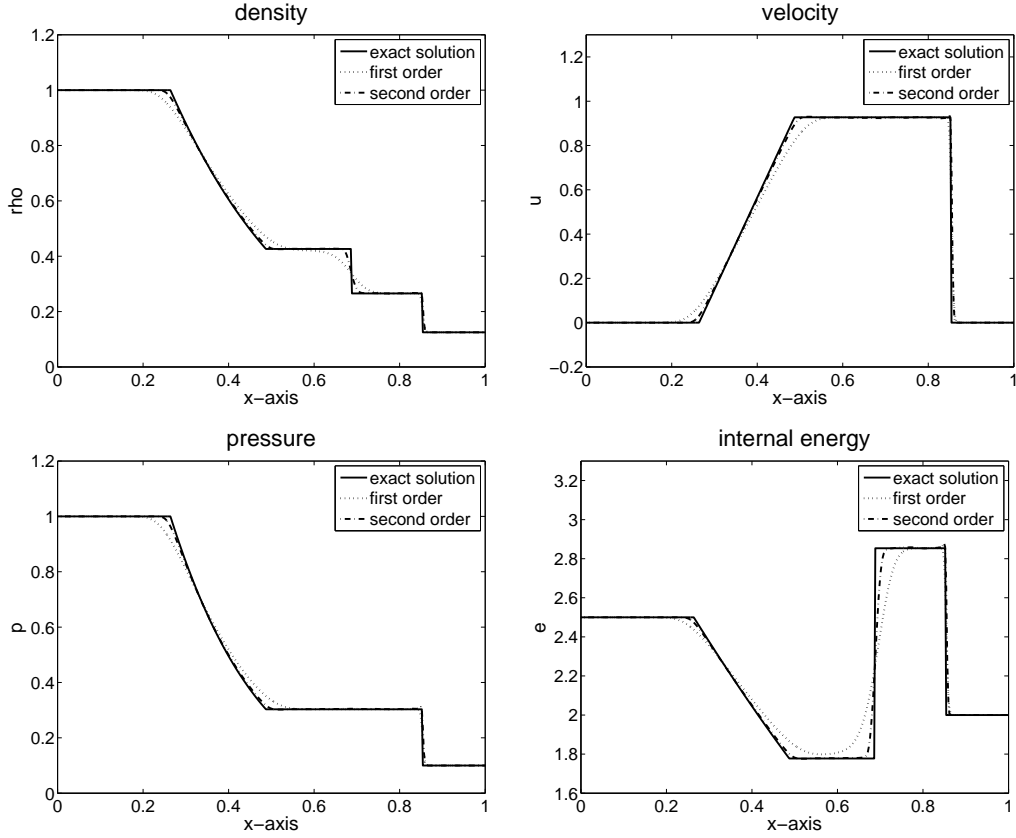 density
1.2
1
0.8
0.6
0.4
0.2
0
rho
exact solution
first order
second order
0 0.2 0.4 0.6 0.8 1
x−axis
velocity
1.2
1
0.8
0.6
0.4
0.2
0
−0.2
u
exact solution
first order
second order
0 0.2 0.4 0.6 0.8 1
x−axis
pressure
1.2
1
0.8
0.6
0.4
0.2
0
p
exact solution
first order
second order
0 0.2 0.4 0.6 0.8 1
x−axis
internal energy
3.2
3
2.8
2.6
2.4
2.2
2
1.8
1.6
e
exact solution
first order
second order
0 0.2 0.4 0.6 0.8 1
x−axis